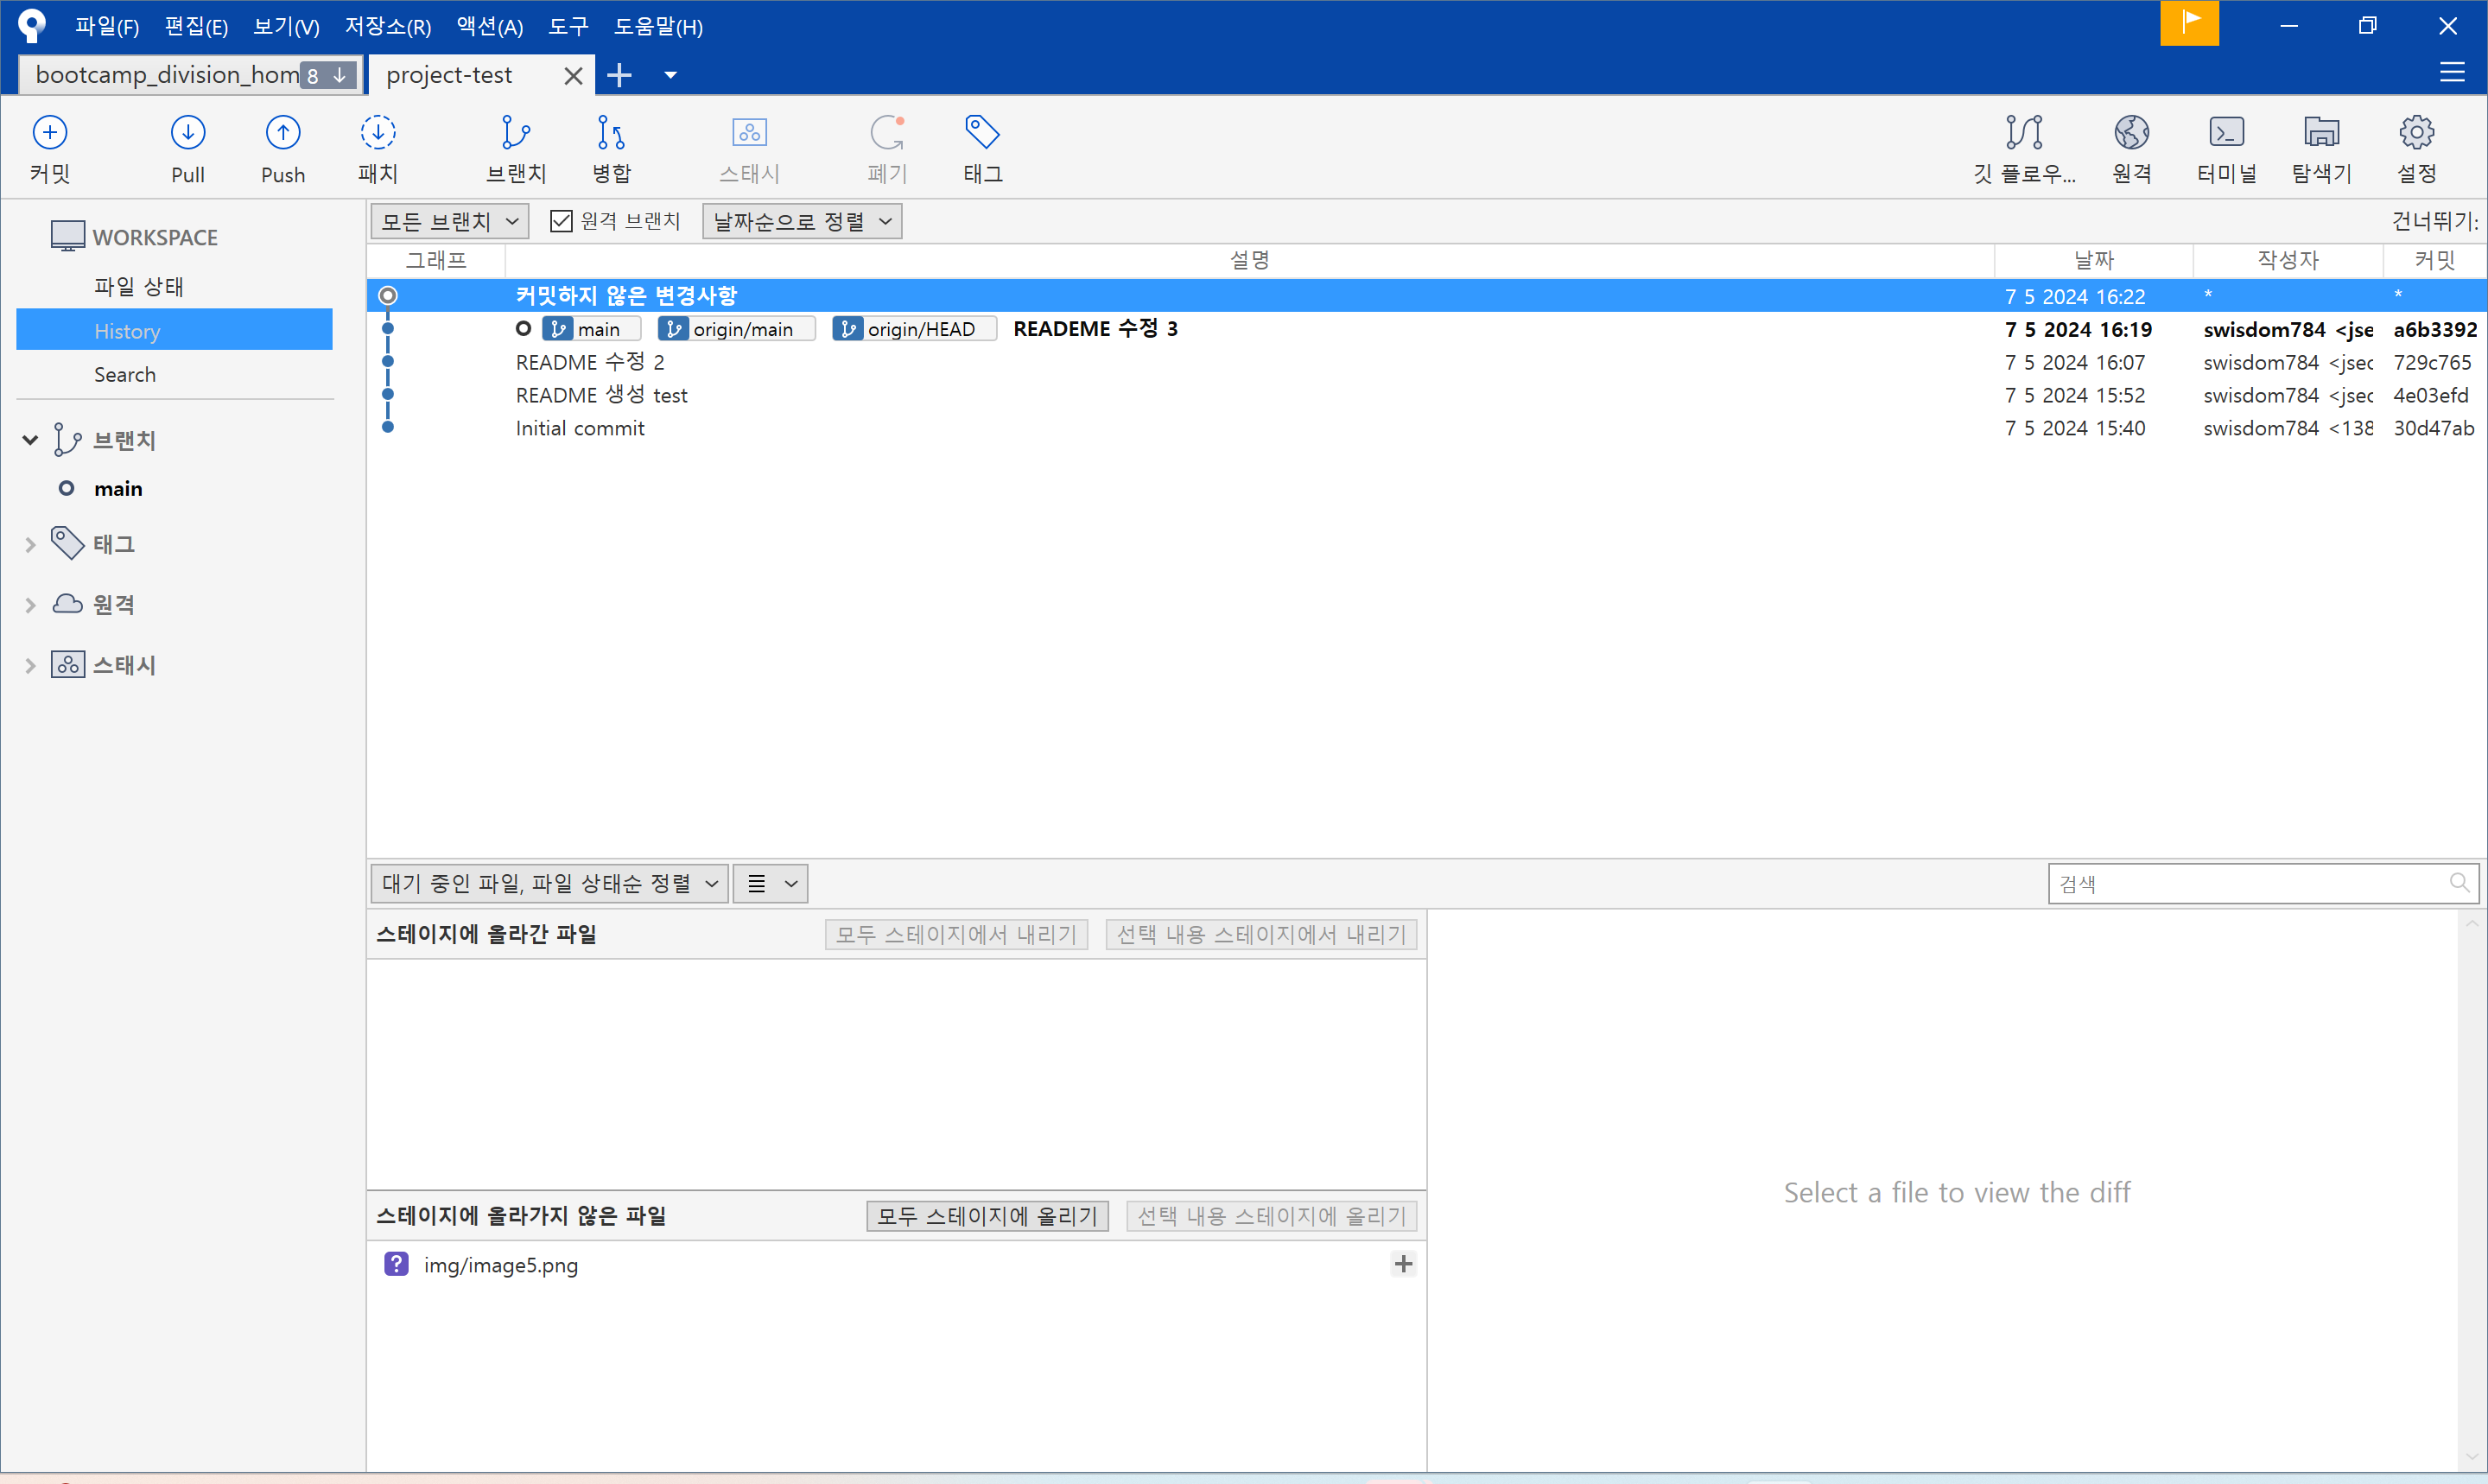 파일(F) 편집(E) 보기(V) 저장소(R) 액션(A) 도구 도움말(H)
bootcamp_division_hom 8 project-test
커밋 Pull Push 패치 브랜치 병합 스태시 폐기 태그 깃 플로우... 원격 터미널 탐색기 설정
WORKSPACE
파일 상태
History
Search
브랜치
main
태그
원격
스태시
모든 브랜치 원격 브랜치 날짜순으로 정렬 건너뛰기:
그래프 설명 날짜 작성자 커밋
커밋하지 않은 변경사항 7 5 2024 16:22 * *
main origin/main origin/HEAD READEME 수정 3 7 5 2024 16:19 swisdom784 <jse a6b3392
README 수정 2 7 5 2024 16:07 swisdom784 <jsec 729c765
README 생성 test 7 5 2024 15:52 swisdom784 <jsec 4e03efd
Initial commit 7 5 2024 15:40 swisdom784 <138 30d47ab
대기 중인 파일, 파일 상태순 정렬 검색
스테이지에 올라간 파일 모두 스테이지에서 내리기 선택 내용 스테이지에서 내리기
스테이지에 올라가지 않은 파일 모두 스테이지에 올리기 선택 내용 스테이지에 올리기
img/image5.png
Select a file to view the diff